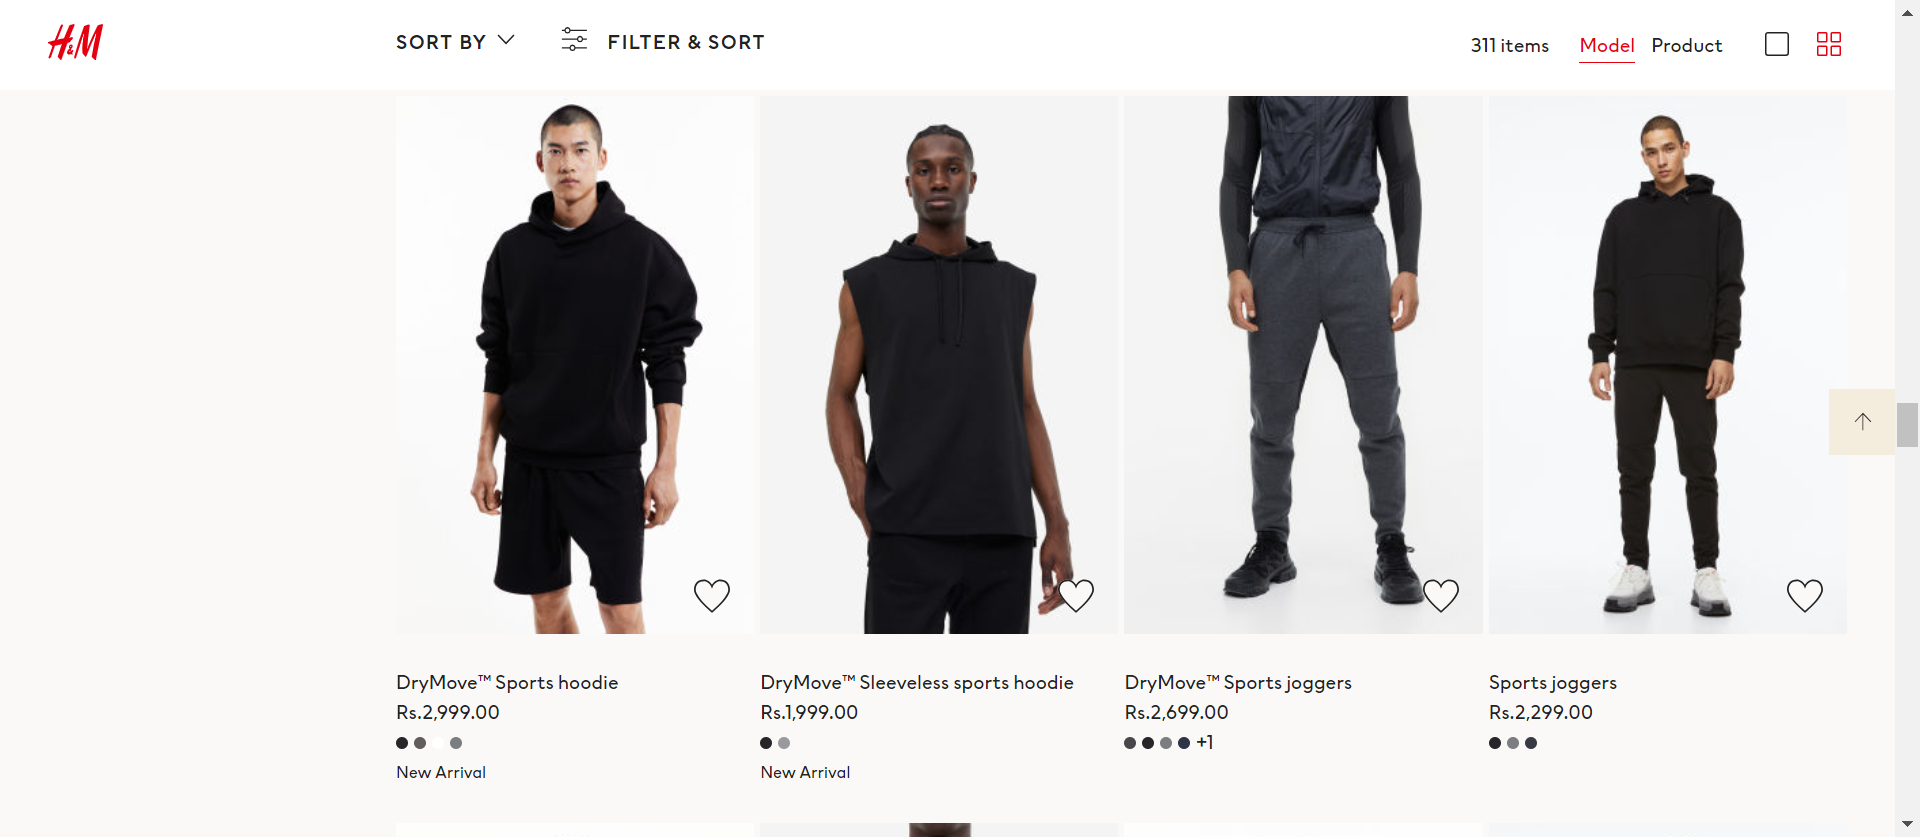 H&M
SORT BY
FILTER & SORT
311 items
Model
Product
DryMove™ Sports hoodie
Rs.2,999.00
New Arrival
DryMove™ Sleeveless sports hoodie
Rs.1,999.00
New Arrival
DryMove™ Sports joggers
Rs.2,699.00
+1
Sports joggers
Rs.2,299.00